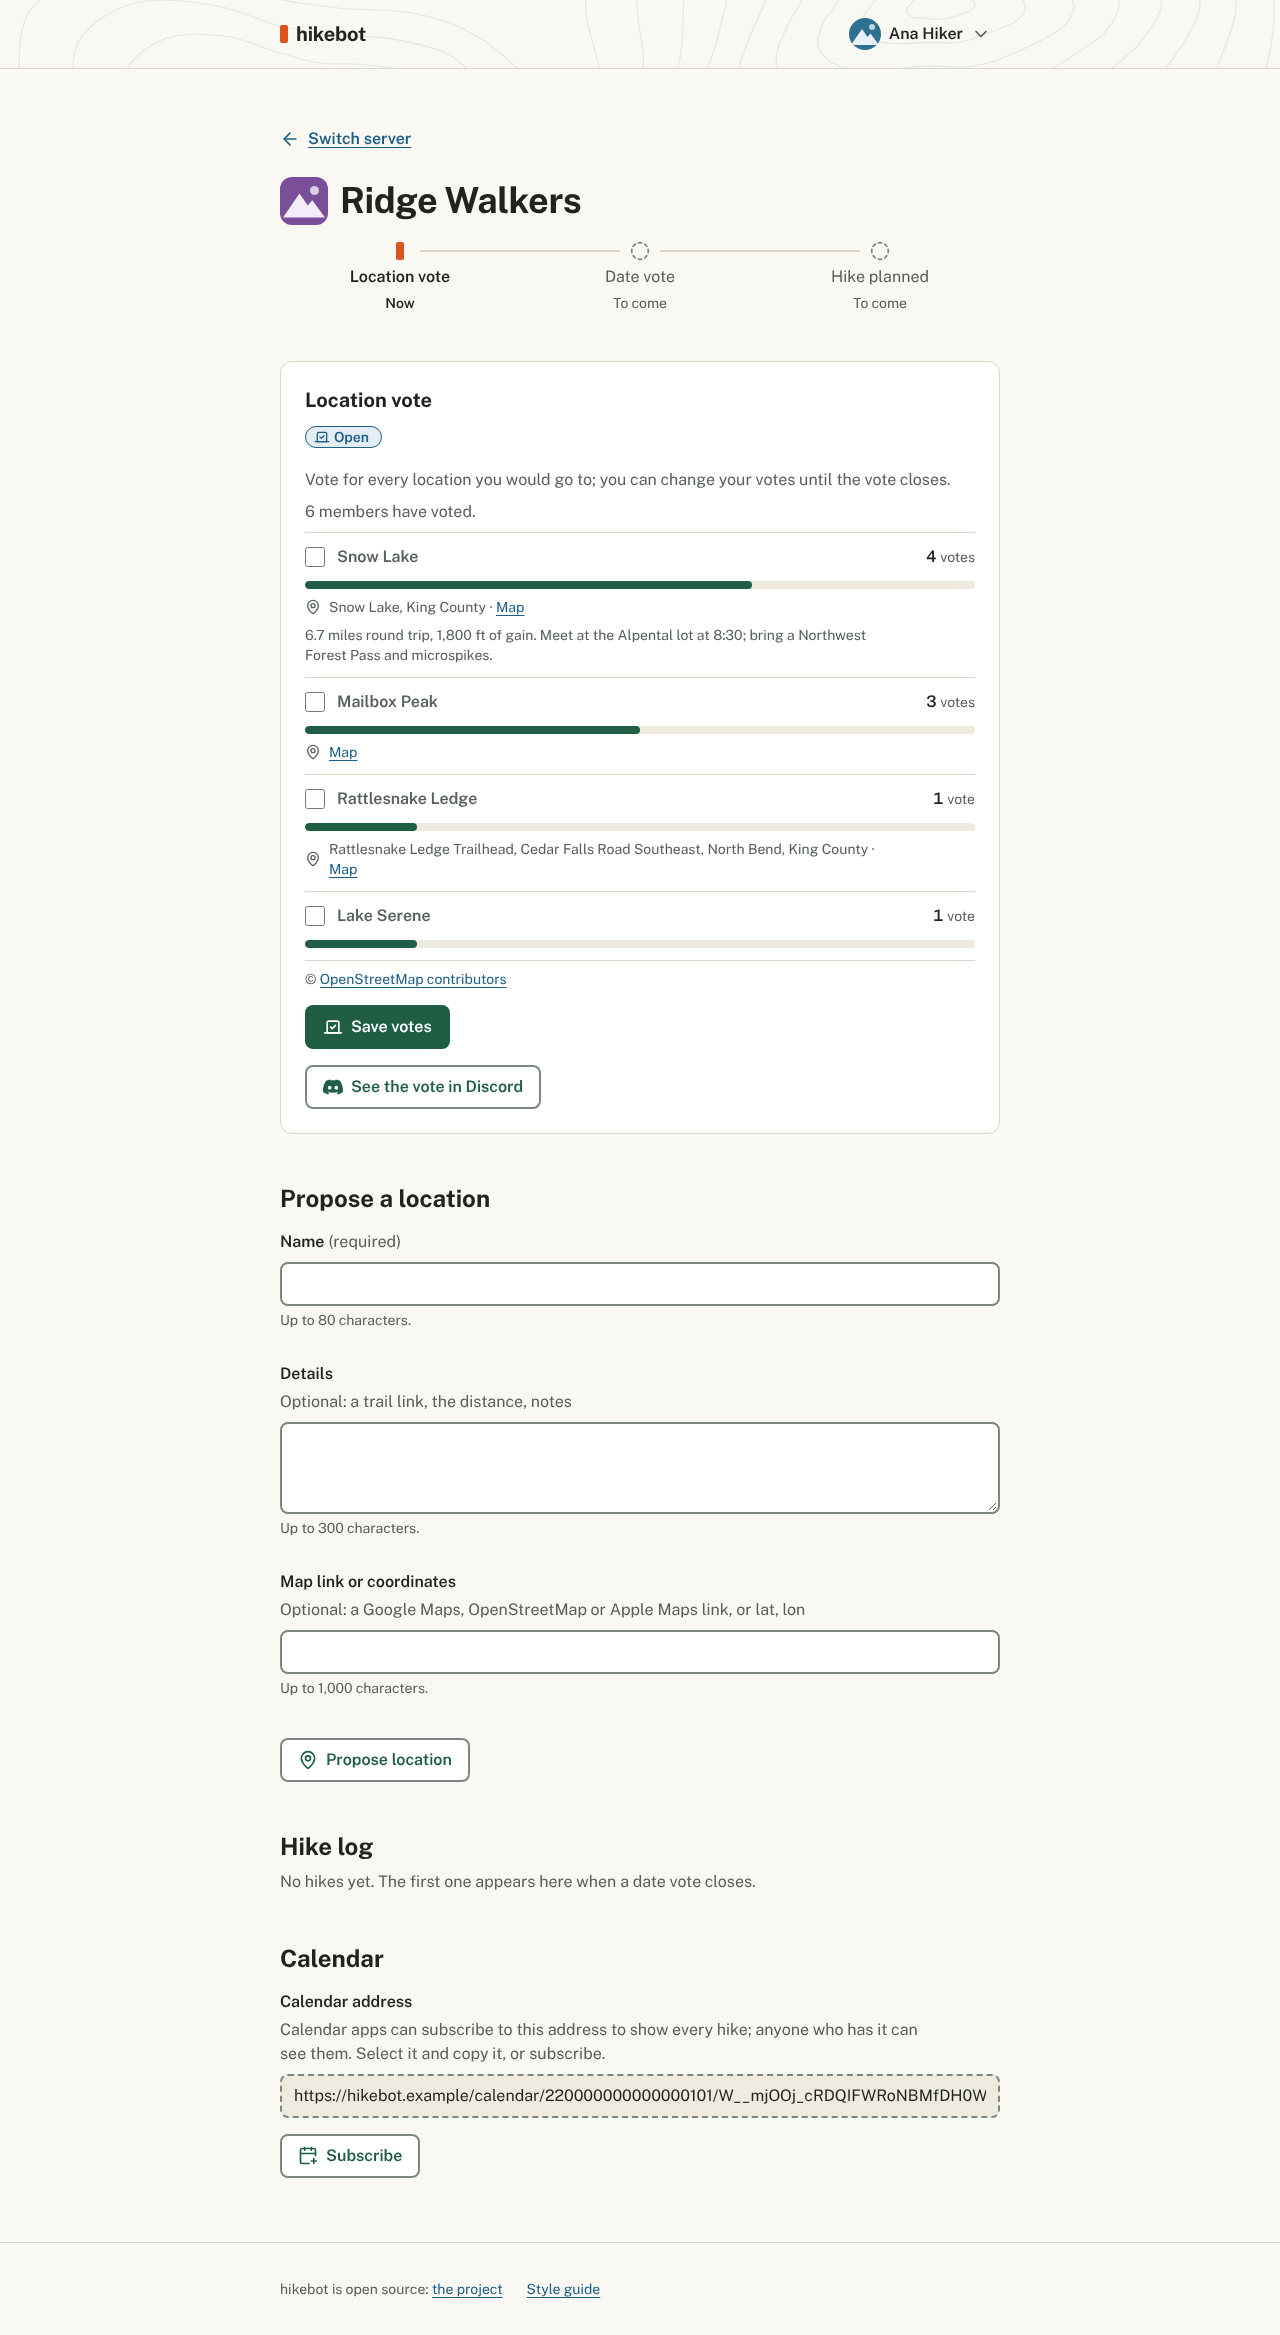 hikebot
Ana Hiker
Switch server
Ridge Walkers
Location vote
Now
Date vote
To come
Hike planned
To come
Location vote
Open
Vote for every location you would go to; you can change your votes until the vote closes.
6 members have voted.
Snow Lake
4 votes
Snow Lake, King County · Map
6.7 miles round trip, 1,800 ft of gain. Meet at the Alpental lot at 8:30; bring a Northwest
Forest Pass and microspikes.
Mailbox Peak
3 votes
Map
Rattlesnake Ledge
1 vote
Rattlesnake Ledge Trailhead, Cedar Falls Road Southeast, North Bend, King County ·
Map
Lake Serene
1 vote
© OpenStreetMap contributors
Save votes
See the vote in Discord
Propose a location
Name (required)
Up to 80 characters.
Details
Optional: a trail link, the distance, notes
Up to 300 characters.
Map link or coordinates
Optional: a Google Maps, OpenStreetMap or Apple Maps link, or lat, lon
Up to 1,000 characters.
Propose location
Hike log
No hikes yet. The first one appears here when a date vote closes.
Calendar
Calendar address
Calendar apps can subscribe to this address to show every hike; anyone who has it can
see them. Select it and copy it, or subscribe.
https://hikebot.example/calendar/220000000000000101/W__mjOOj_cRDQIFWRoNBMfDH0W
Subscribe
hikebot is open source: the project
Style guide